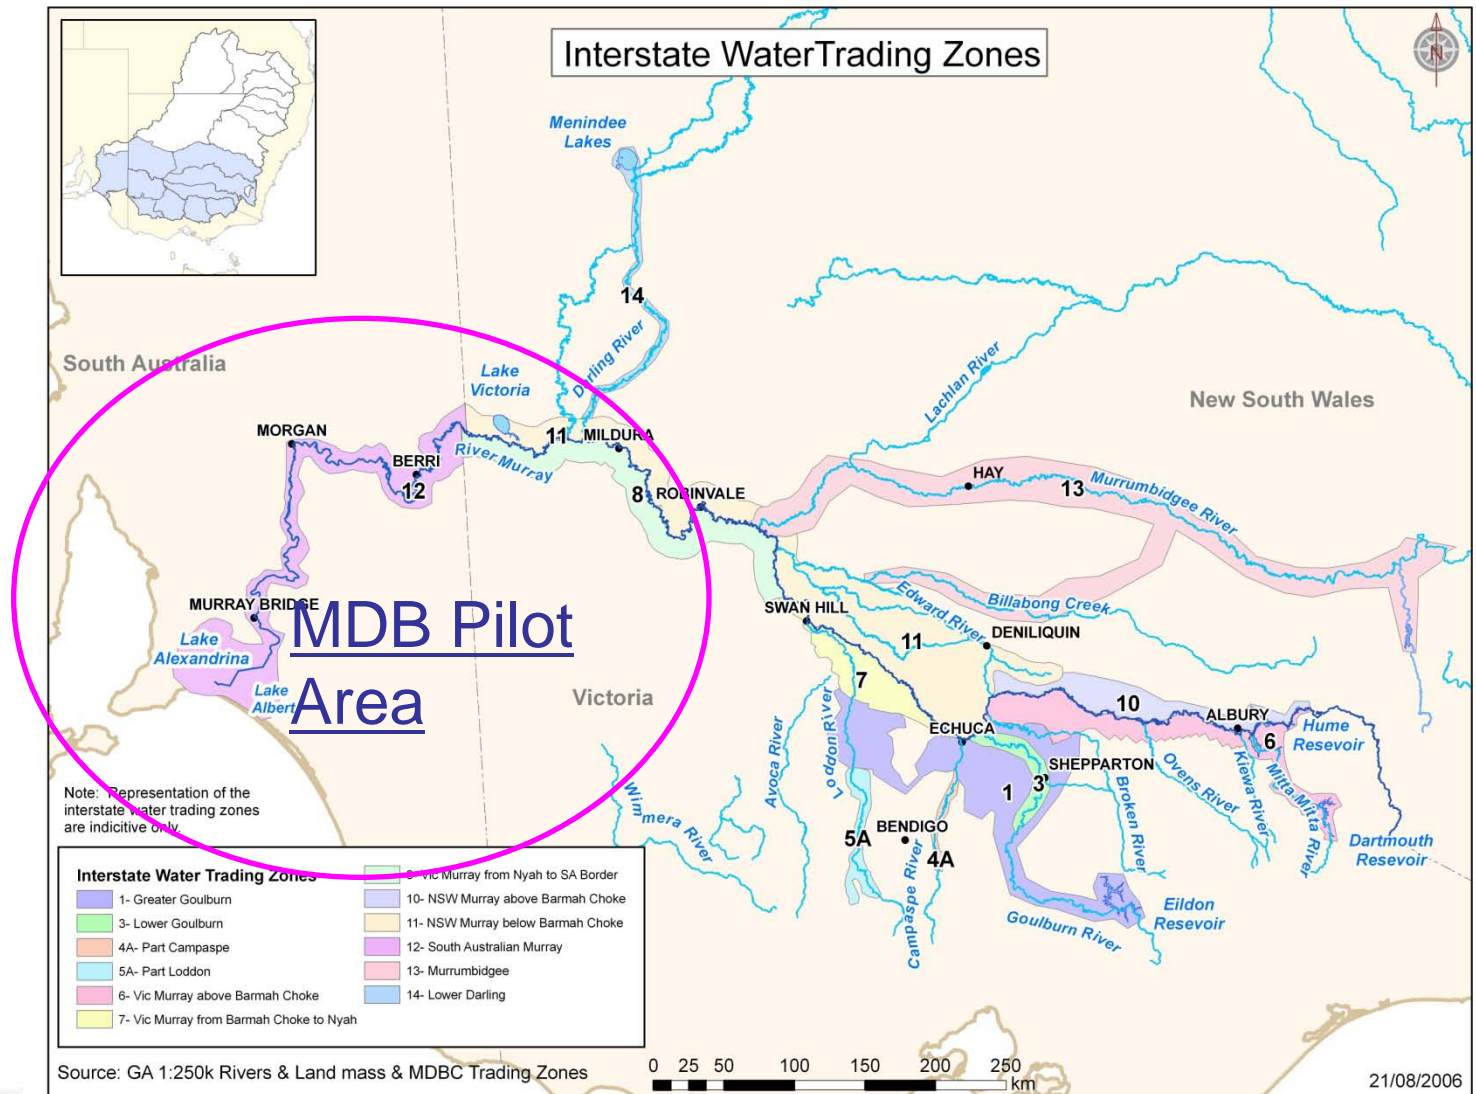 Interstate WaterTrading Zones
N
Menindee
Lakes
14
Darling River
South Australia
Lake
Victoria
Lachlan River
New South Wales
MORGAN
11
MILDURA
BERRI
River Murray
12
8
ROBINVALE
HAY
13
Murrumbidgee River
MURRAY BRIDGE
MDB Pilot
Area
Lake
Alexandrina
Lake
Albert
SWAN HILL
Edward River
Billabong Creek
11
DENILIQUIN
Victoria
7
10
ALBURY
6
Hume
Resevoir
ECHUCA
SHEPPARTON
Avoca River
Loddon River
1
3
Broken River
Ovens River
Kiewa River
Mitta Mitta River
Dartmouth
Resevoir
Wimmera River
5A
BENDIGO
4A
Campaspe River
Goulburn River
Eildon
Resevoir
Note: Representation of the
interstate water trading zones
are indicitive only.
Interstate Water Trading Zones
1- Greater Goulburn
3- Lower Goulburn
4A- Part Campaspe
5A- Part Loddon
6- Vic Murray above Barmah Choke
7- Vic Murray from Barmah Choke to Nyah
8- Vic Murray from Nyah to SA Border
10- NSW Murray above Barmah Choke
11- NSW Murray below Barmah Choke
12- South Australian Murray
13- Murrumbidgee
14- Lower Darling
Source: GA 1:250k Rivers & Land mass & MDBC Trading Zones
0 25 50 100 150 200 250
km
21/08/2006